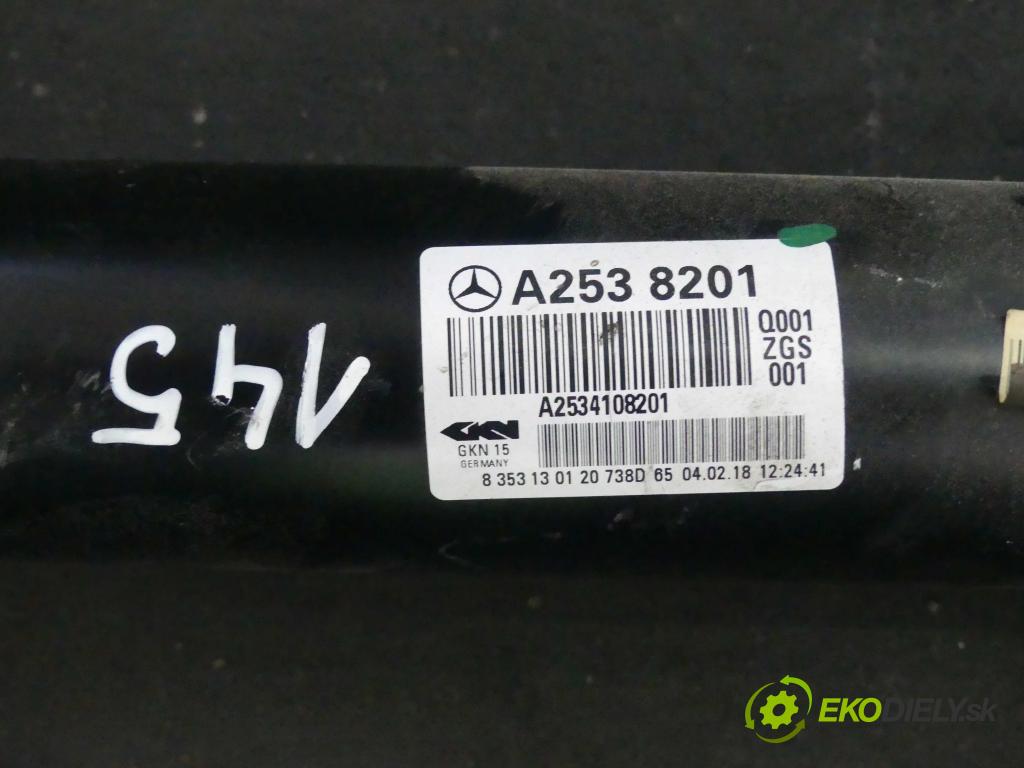 A253 8201
Q001
ZGS
001
A2534108201
GKN
GKN 15
GERMANY
8 353 13 01 20 738D 65 04.02.18 12:24:41
145
EKODIELY.sk